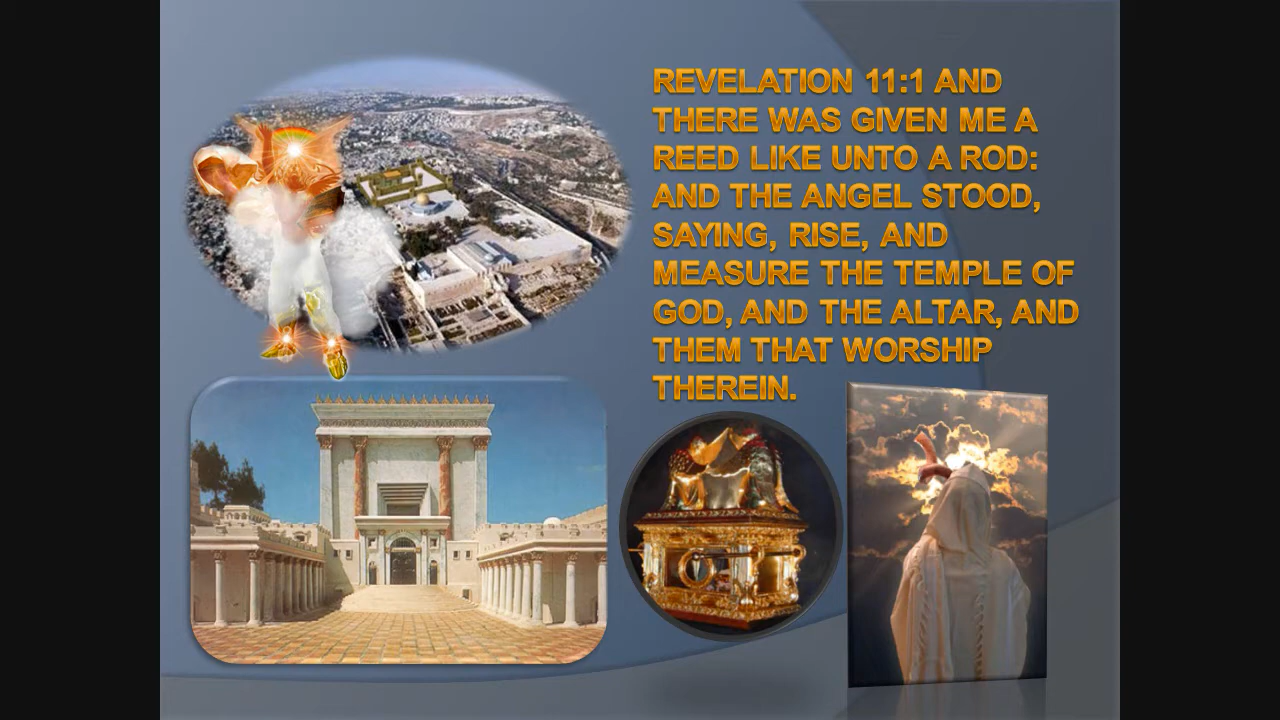 REVELATION 11:1 AND
THERE WAS GIVEN ME A
REED LIKE UNTO A ROD:
AND THE ANGEL STOOD,
SAYING, RISE, AND
MEASURE THE TEMPLE OF
GOD, AND THE ALTAR, AND
THEM THAT WORSHIP
THEREIN.